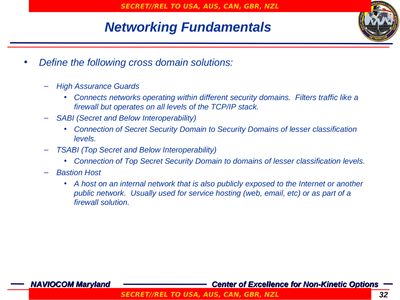 SECRET//REL TO USA, AUS, CAN, GBR, NZL
Networking Fundamentals
• Define the following cross domain solutions:
– High Assurance Guards
• Connects networks operating within different security domains. Filters traffic like a
firewall but operates on all levels of the TCP/IP stack.
– SABI (Secret and Below Interoperability)
• Connection of Secret Security Domain to Security Domains of lesser classification
levels.
– TSABI (Top Secret and Below Interoperability)
• Connection of Top Secret Security Domain to domains of lesser classification levels.
– Bastion Host
• A host on an internal network that is also publicly exposed to the Internet or another
public network. Usually used for service hosting (web, email, etc) or as part of a
firewall solution.
NAVIOCOM Maryland
Center of Excellence for Non-Kinetic Options
SECRET//REL TO USA, AUS, CAN, GBR, NZL
32